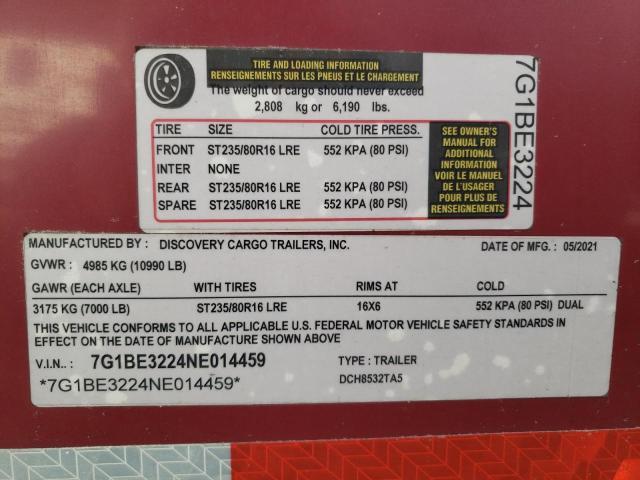 TIRE AND LOADING INFORMATION
RENSEIGNEMENTS SUR LES PNEUS ET LE CHARGEMENT
The weight of cargo should never exceed
2,808 kg or 6,190 lbs.
TIRE SIZE COLD TIRE PRESS.
FRONT ST235/80R16 LRE 552 KPA (80 PSI)
INTER NONE
REAR ST235/80R16 LRE 552 KPA (80 PSI)
SPARE ST235/80R16 LRE 552 KPA (80 PSI)
SEE OWNER'S
MANUAL FOR
ADDITIONAL
INFORMATION
VOIR LE MANUEL
DE L'USAGER
POUR PLUS DE
RENSEIGNEMENTS
7G1BE3224
MANUFACTURED BY: DISCOVERY CARGO TRAILERS, INC. DATE OF MFG. : 05/2021
GVWR : 4985 KG (10990 LB)
GAWR (EACH AXLE) WITH TIRES RIMS AT COLD
3175 KG (7000 LB) ST235/80R16 LRE 16X6 552 KPA (80 PSI) DUAL
THIS VEHICLE CONFORMS TO ALL APPLICABLE U.S. FEDERAL MOTOR VEHICLE SAFETY STANDARDS IN
EFFECT ON THE DATE OF MANUFACTURE SHOWN ABOVE
V.I.N.: 7G1BE3224NE014459 TYPE : TRAILER
*7G1BE3224NE014459* DCH8532TA5